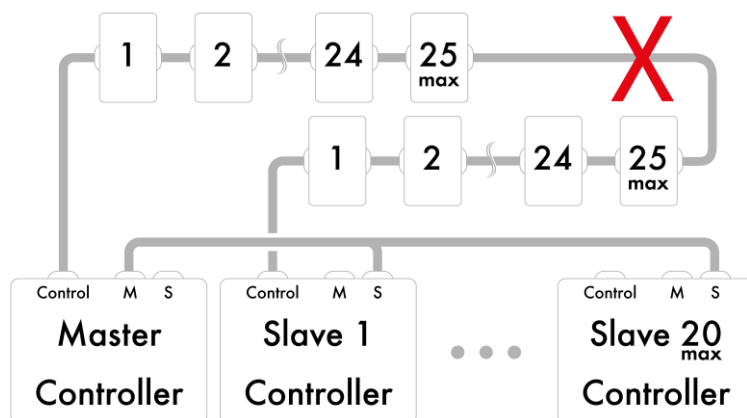 1 2 24 25
max
1 2 24 25
max
Control M S Control M S Control M S
Master Slave 1 Slave 20
max
Controller Controller Controller